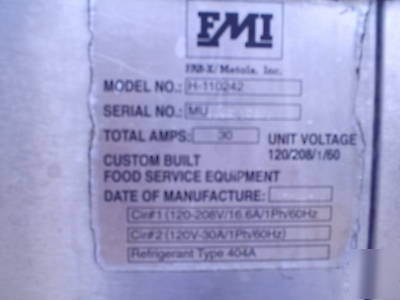 FMI
FAB-X/Metals, Inc.
MODEL NO.: H-110242
SERIAL NO.: MU
TOTAL AMPS: 30
UNIT VOLTAGE
120/208/1/60
CUSTOM BUILT
FOOD SERVICE EQUIPMENT
DATE OF MANUFACTURE:
Cir#1 (120-208V/16.6A/1Ph/60Hz
Cir#2 (120V-30A/1Ph/60Hz)
Refrigerant Type 404A